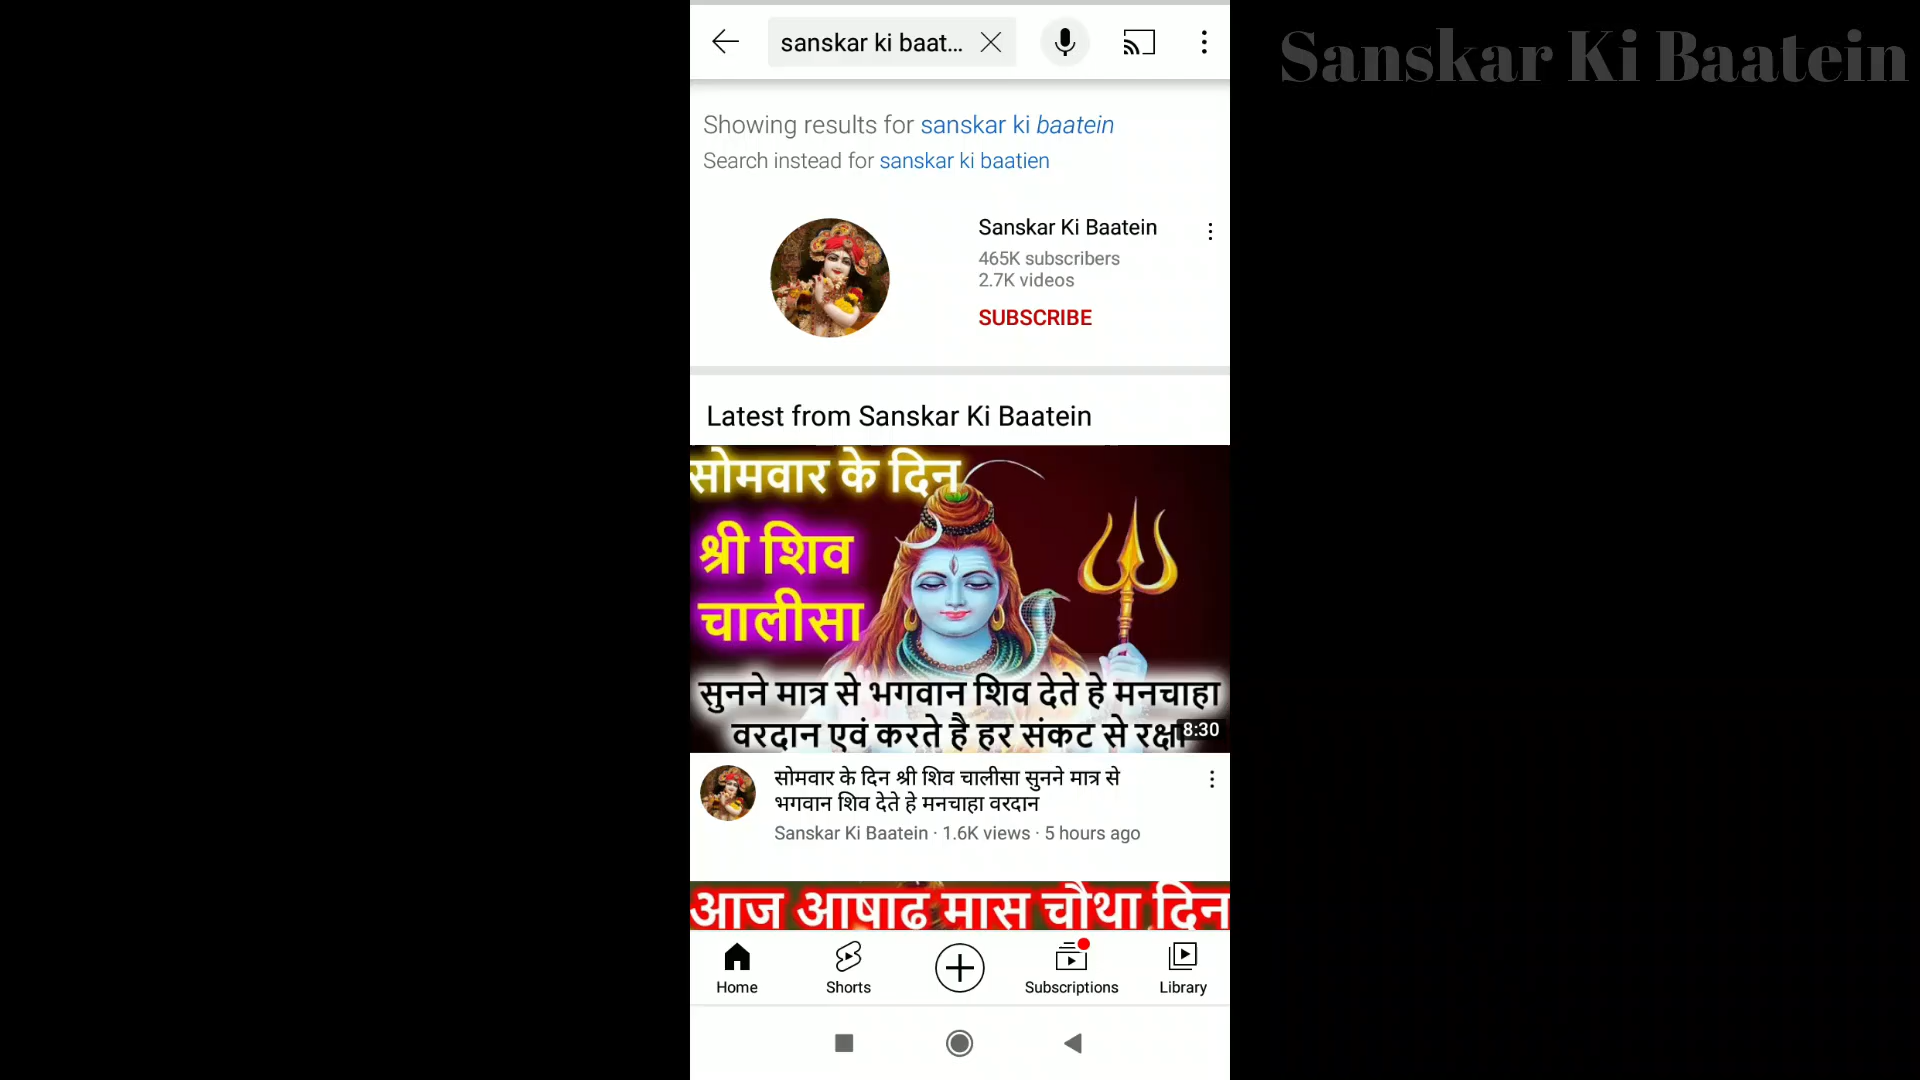 sanskar ki baat...
Sanskar Ki Baatein
Showing results for sanskar ki baatein
Search instead for sanskar ki baatien
Sanskar Ki Baatein
465K subscribers
2.7K videos
SUBSCRIBE
Latest from Sanskar Ki Baatein
सोमवार के दिन
श्री शिव
चालीसा
सुनने मात्र से भगवान शिव देते हे मनचाहा
वरदान एवं करते है हर संकट से रक्षा
8:30
सोमवार के दिन श्री शिव चालीसा सुनने मात्र से
भगवान शिव देते हे मनचाहा वरदान
Sanskar Ki Baatein · 1.6K views · 5 hours ago
आज आषाढ मास चौथा दिन
Home
Shorts
Subscriptions
Library